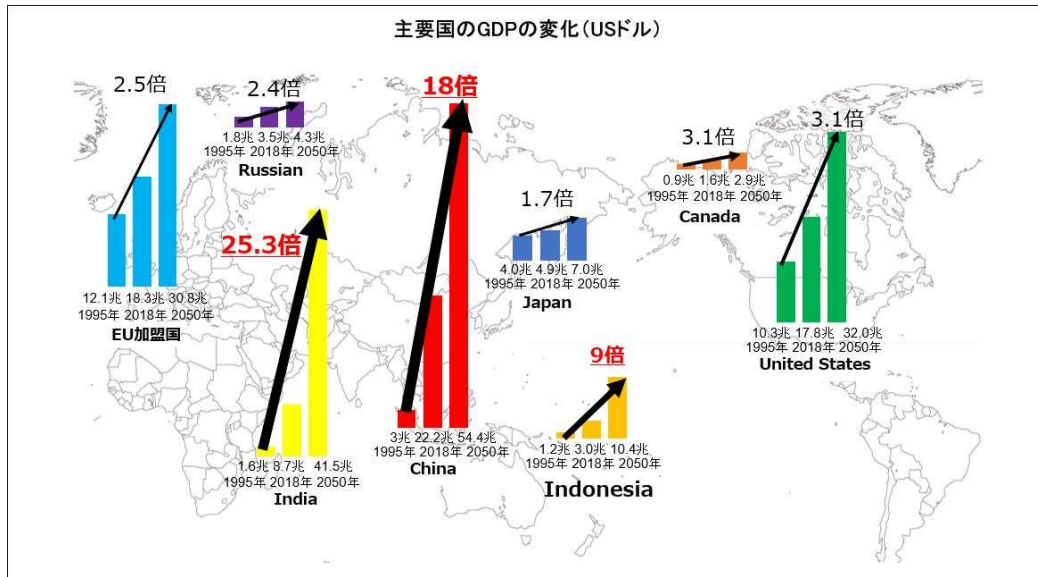 主要国のGDPの変化（USドル）
2.5倍
12.1兆 18.3兆 30.8兆
1995年 2018年 2050年
EU加盟国
2.4倍
1.8兆 3.5兆 4.3兆
1995年 2018年 2050年
Russian
25.3倍
1.6兆 8.7兆 41.5兆
1995年 2018年 2050年
India
18倍
3兆 22.2兆 54.4兆
1995年 2018年 2050年
China
1.7倍
4.0兆 4.9兆 7.0兆
1995年 2018年 2050年
Japan
9倍
1.2兆 3.0兆 10.4兆
1995年 2018年 2050年
Indonesia
3.1倍
0.9兆 1.6兆 2.9兆
1995年 2018年 2050年
Canada
3.1倍
10.3兆 17.8兆 32.0兆
1995年 2018年 2050年
United States